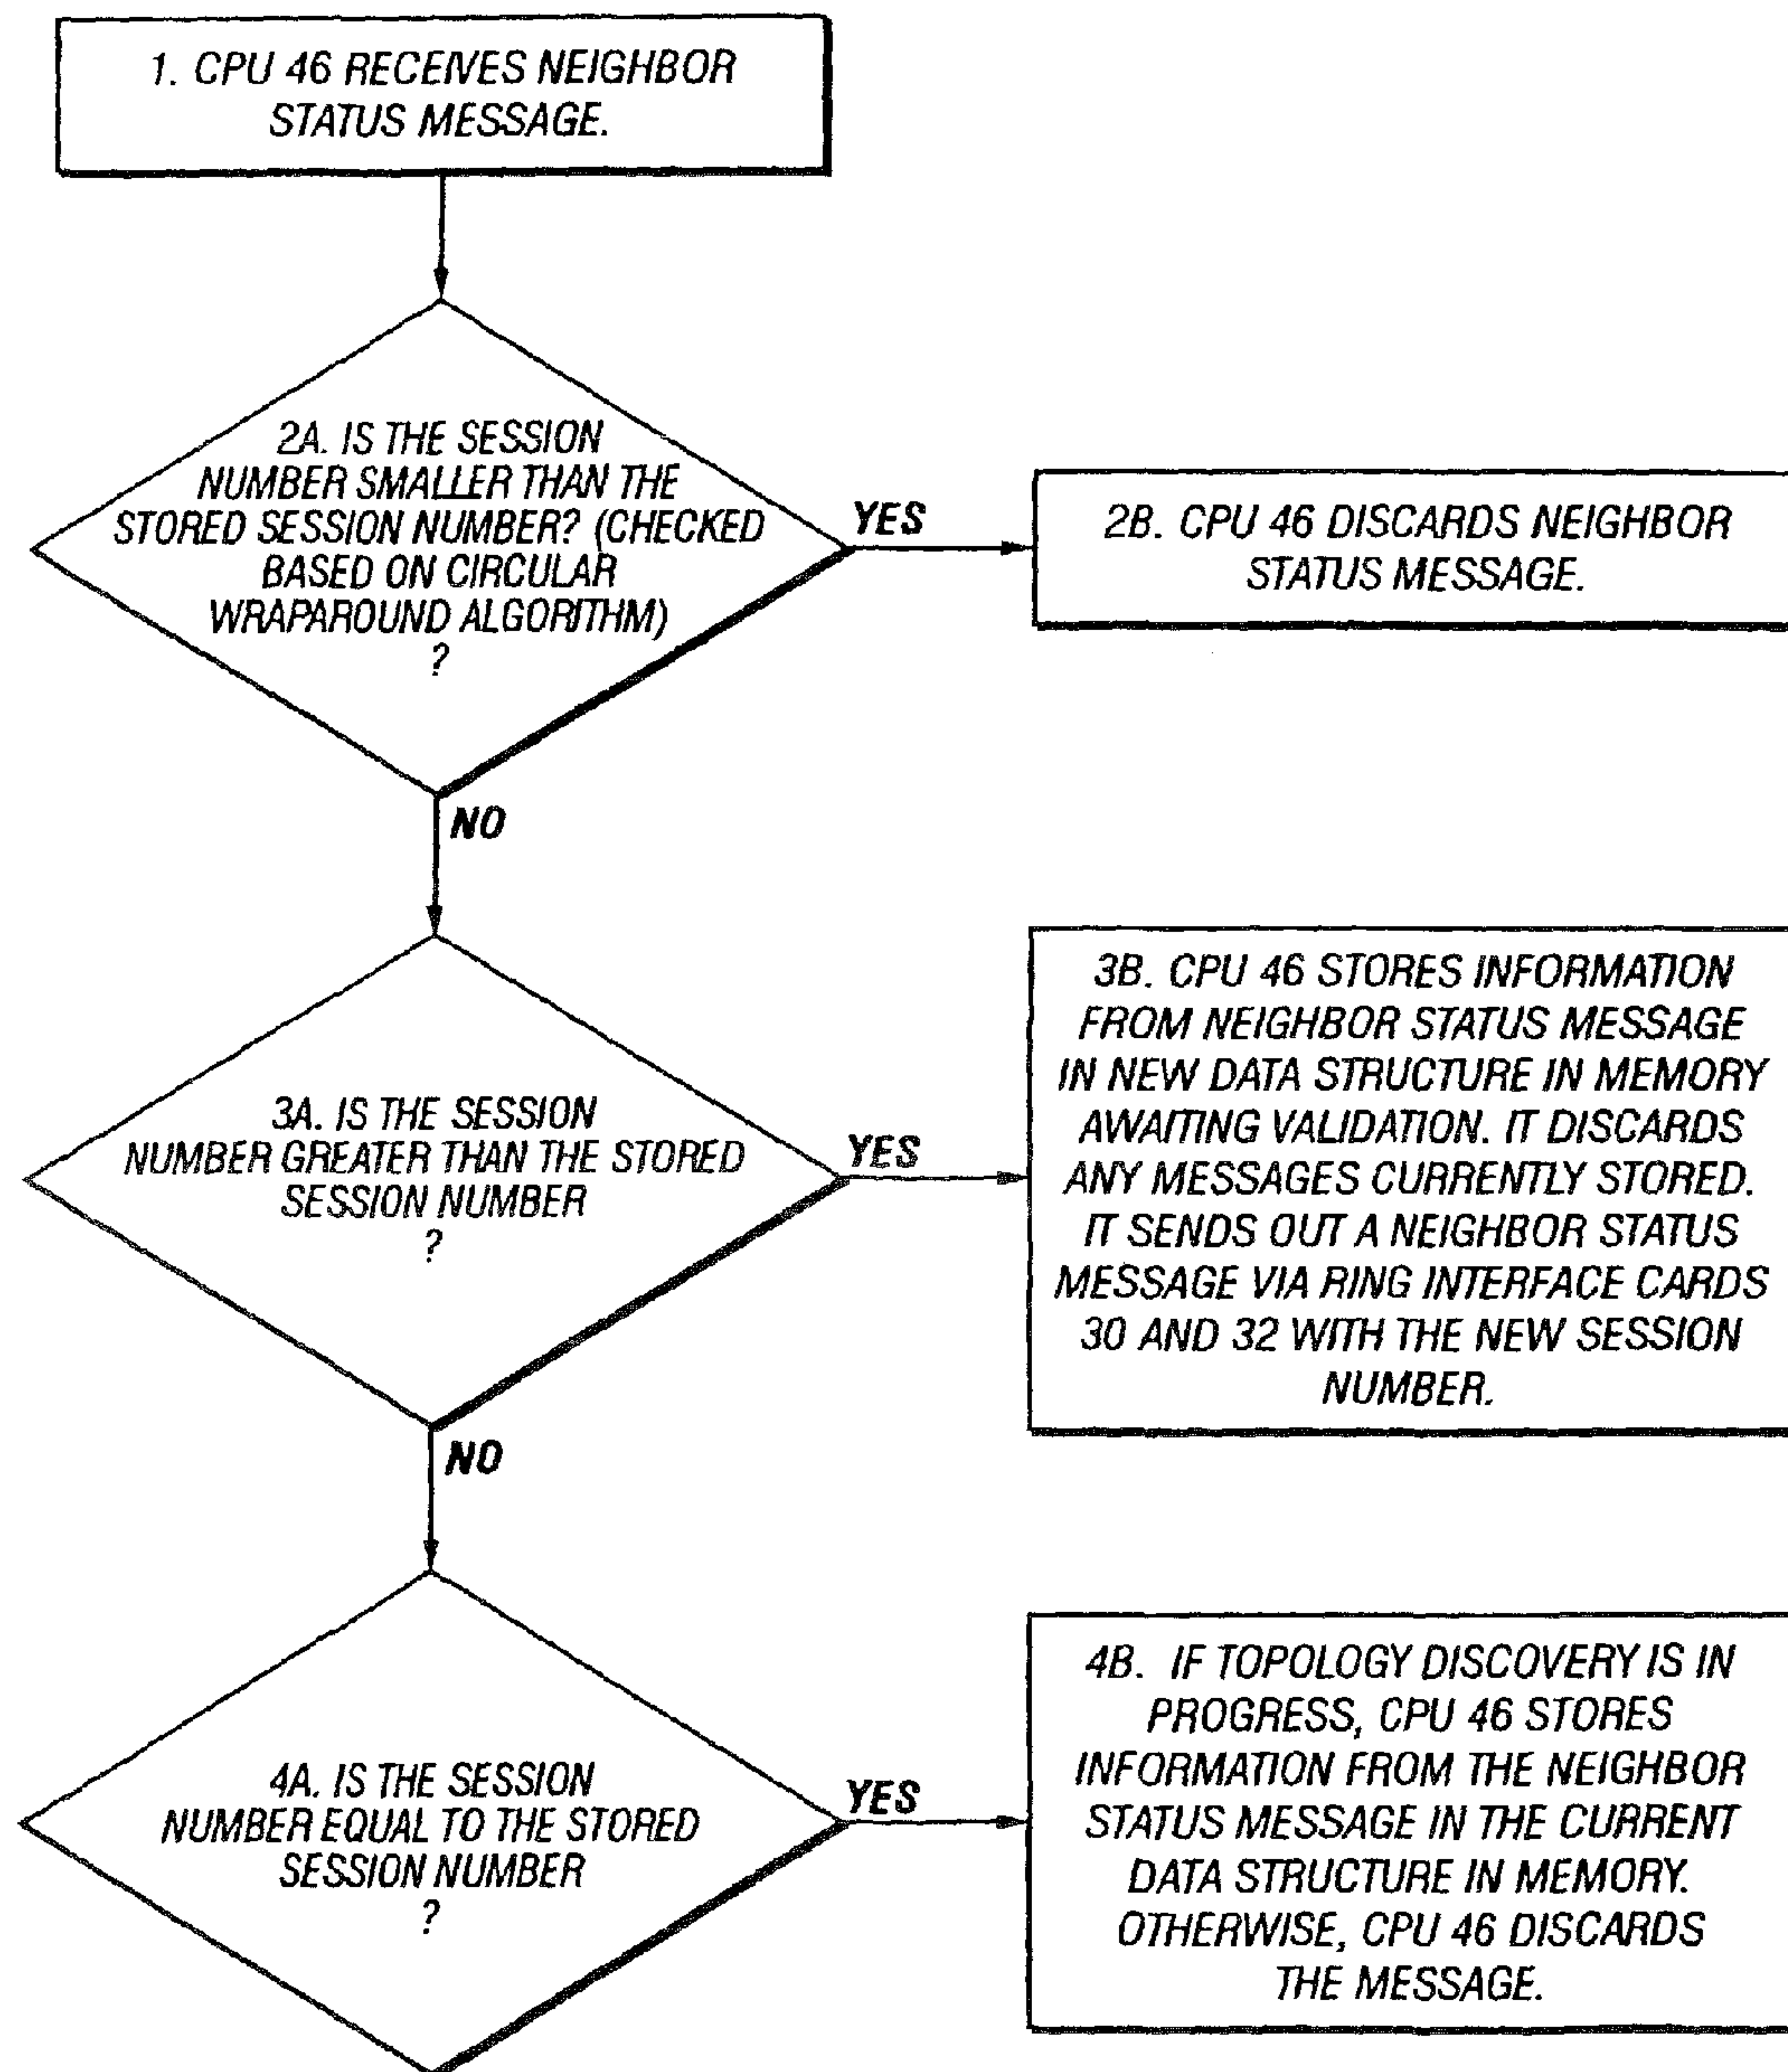 1. CPU 46 RECEIVES NEIGHBOR
STATUS MESSAGE.
2A. IS THE SESSION
NUMBER SMALLER THAN THE
STORED SESSION NUMBER? (CHECKED
BASED ON CIRCULAR
WRAPAROUND ALGORITHM)
?
YES
2B. CPU 46 DISCARDS NEIGHBOR
STATUS MESSAGE.
NO
3A. IS THE SESSION
NUMBER GREATER THAN THE STORED
SESSION NUMBER
?
YES
3B. CPU 46 STORES INFORMATION
FROM NEIGHBOR STATUS MESSAGE
IN NEW DATA STRUCTURE IN MEMORY
AWAITING VALIDATION. IT DISCARDS
ANY MESSAGES CURRENTLY STORED.
IT SENDS OUT A NEIGHBOR STATUS
MESSAGE VIA RING INTERFACE CARDS
30 AND 32 WITH THE NEW SESSION
NUMBER.
NO
4A. IS THE SESSION
NUMBER EQUAL TO THE STORED
SESSION NUMBER
?
YES
4B. IF TOPOLOGY DISCOVERY IS IN
PROGRESS, CPU 46 STORES
INFORMATION FROM THE NEIGHBOR
STATUS MESSAGE IN THE CURRENT
DATA STRUCTURE IN MEMORY.
OTHERWISE, CPU 46 DISCARDS
THE MESSAGE.